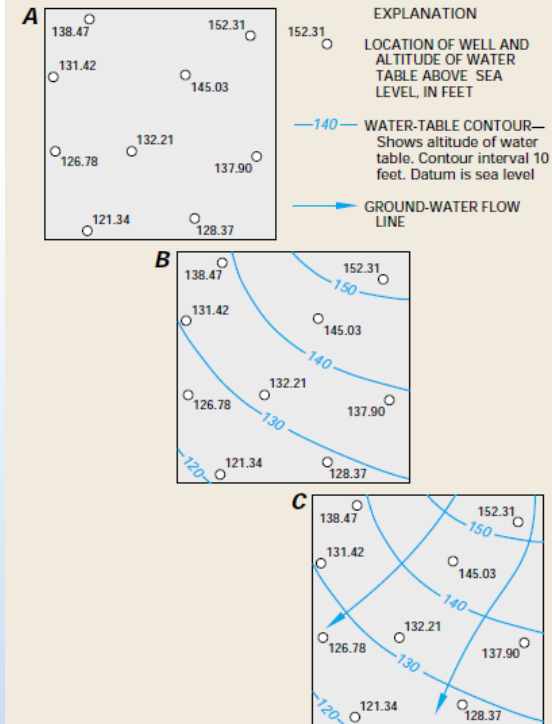 A
138.47
152.31
131.42
145.03
126.78
132.21
137.90
121.34
128.37
EXPLANATION
152.31
LOCATION OF WELL AND
ALTITUDE OF WATER
TABLE ABOVE SEA
LEVEL, IN FEET
140
WATER-TABLE CONTOUR—
Shows altitude of water
table. Contour interval 10
feet. Datum is sea level
GROUND-WATER FLOW
LINE
B
138.47
152.31
150
131.42
145.03
140
132.21
126.78
137.90
130
120
121.34
128.37
C
138.47
152.31
150
131.42
145.03
140
132.21
126.78
137.90
130
120
121.34
128.37